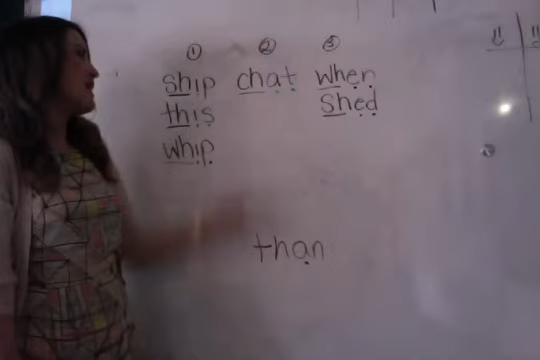 ① ② ③
ship chat when
this shed
whip
than